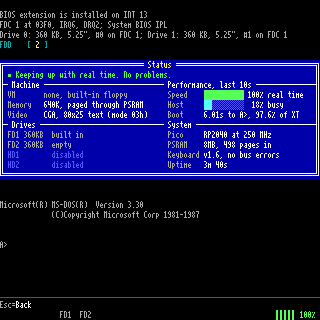 BIOS extension is installed on INT 13
FDC 1 at 03F0, IRQ6, DRQ2; System BIOS IPL
Drive 0: 360 KB, 5.25", #0 on FDC 1; Drive 1: 360 KB, 5.25", #1 on FDC 1
FDD [ 2 ]
Status
Keeping up with real time. No problems.
Machine
VM none, built-in floppy
Memory 640K, paged through PSRAM
Video CGA, 80x25 text (mode 03h)
Performance, last 10s
Speed 100% real time
Host 18% busy
Boot 6.01s to A>, 97.6% of XT
Drives
FD1 360KB built in
FD2 360KB empty
HD1 disabled
HD2 disabled
System
Pico RP2040 at 250 MHz
PSRAM 8MB, 498 pages in
Keyboard v1.6, no bus errors
Uptime 3m 40s
Microsoft(R) MS-DOS(R) Version 3.30
(C)Copyright Microsoft Corp 1981-1987
A>
Esc=Back
FD1 FD2 100%